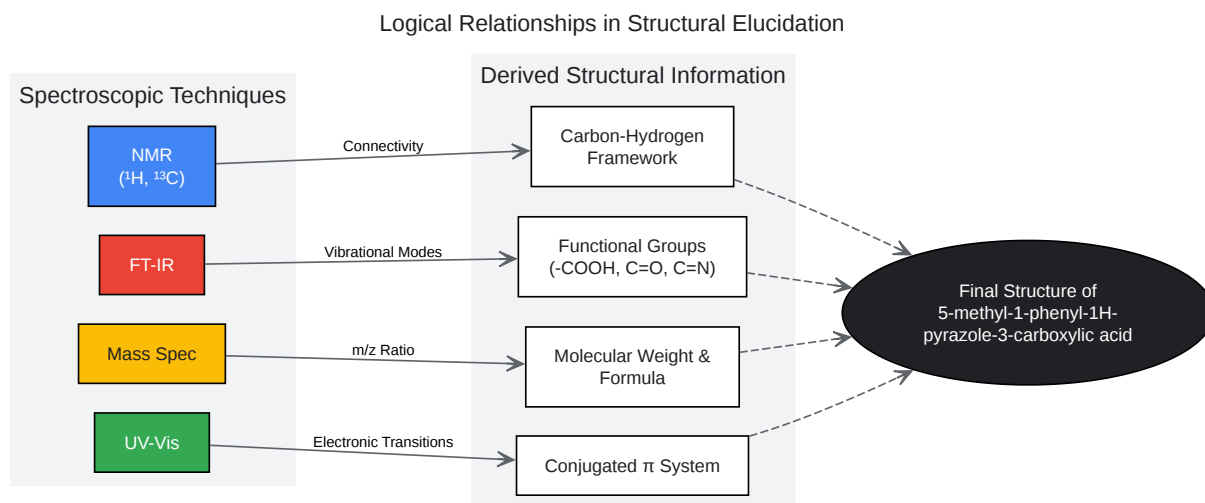 Logical Relationships in Structural Elucidation
Spectroscopic Techniques
Derived Structural Information
NMR
(¹H, ¹³C)
Connectivity
Carbon-Hydrogen
Framework
FT-IR
Vibrational Modes
Functional Groups
(-COOH, C=O, C=N)
Mass Spec
m/z Ratio
Molecular Weight &
Formula
UV-Vis
Electronic Transitions
Conjugated π System
Final Structure of
5-methyl-1-phenyl-1H-
pyrazole-3-carboxylic acid